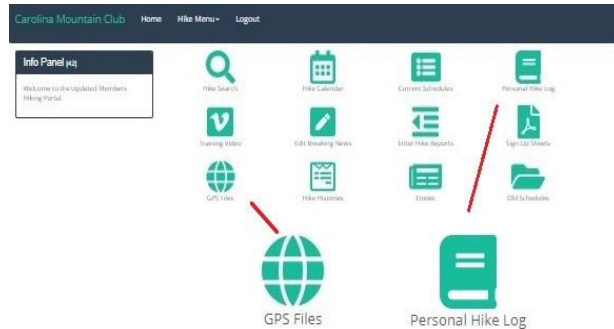 Carolina Mountain Club Home Hike Menu Logout
Info Panel [42]
Welcome to the Updated Members
Hiking Portal.
Hike Search Hike Calendar Current Schedules Personal Hike Log
Training Video Edit Breaking News Enter Hike Reports Sign Up Sheets
GPS Files Hike Histories Enews Old Schedules
GPS Files Personal Hike Log